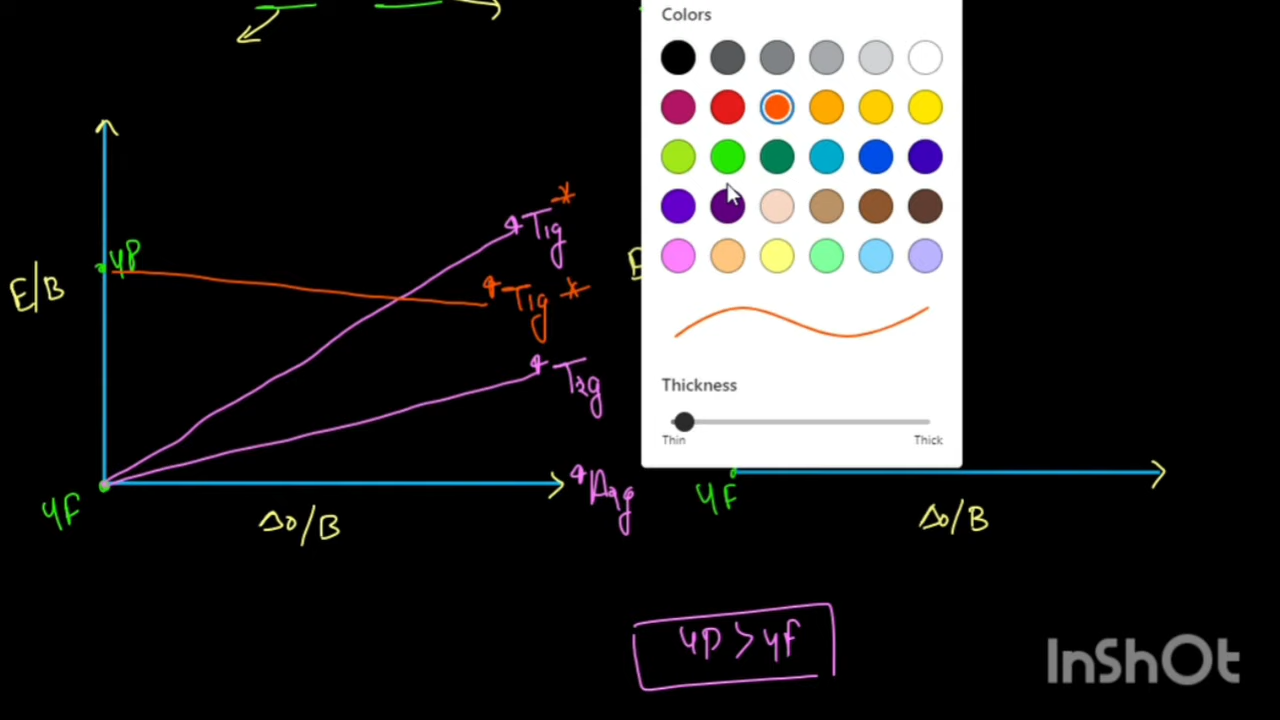 Colors
⁴T₁g*
⁴P
E/B
⁴T₁g*
⁴T₂g
Thickness
Thin Thick
⁴A₂g
⁴F
⁴F
Δo/B
Δo/B
⁴P > ⁴F
InShOt